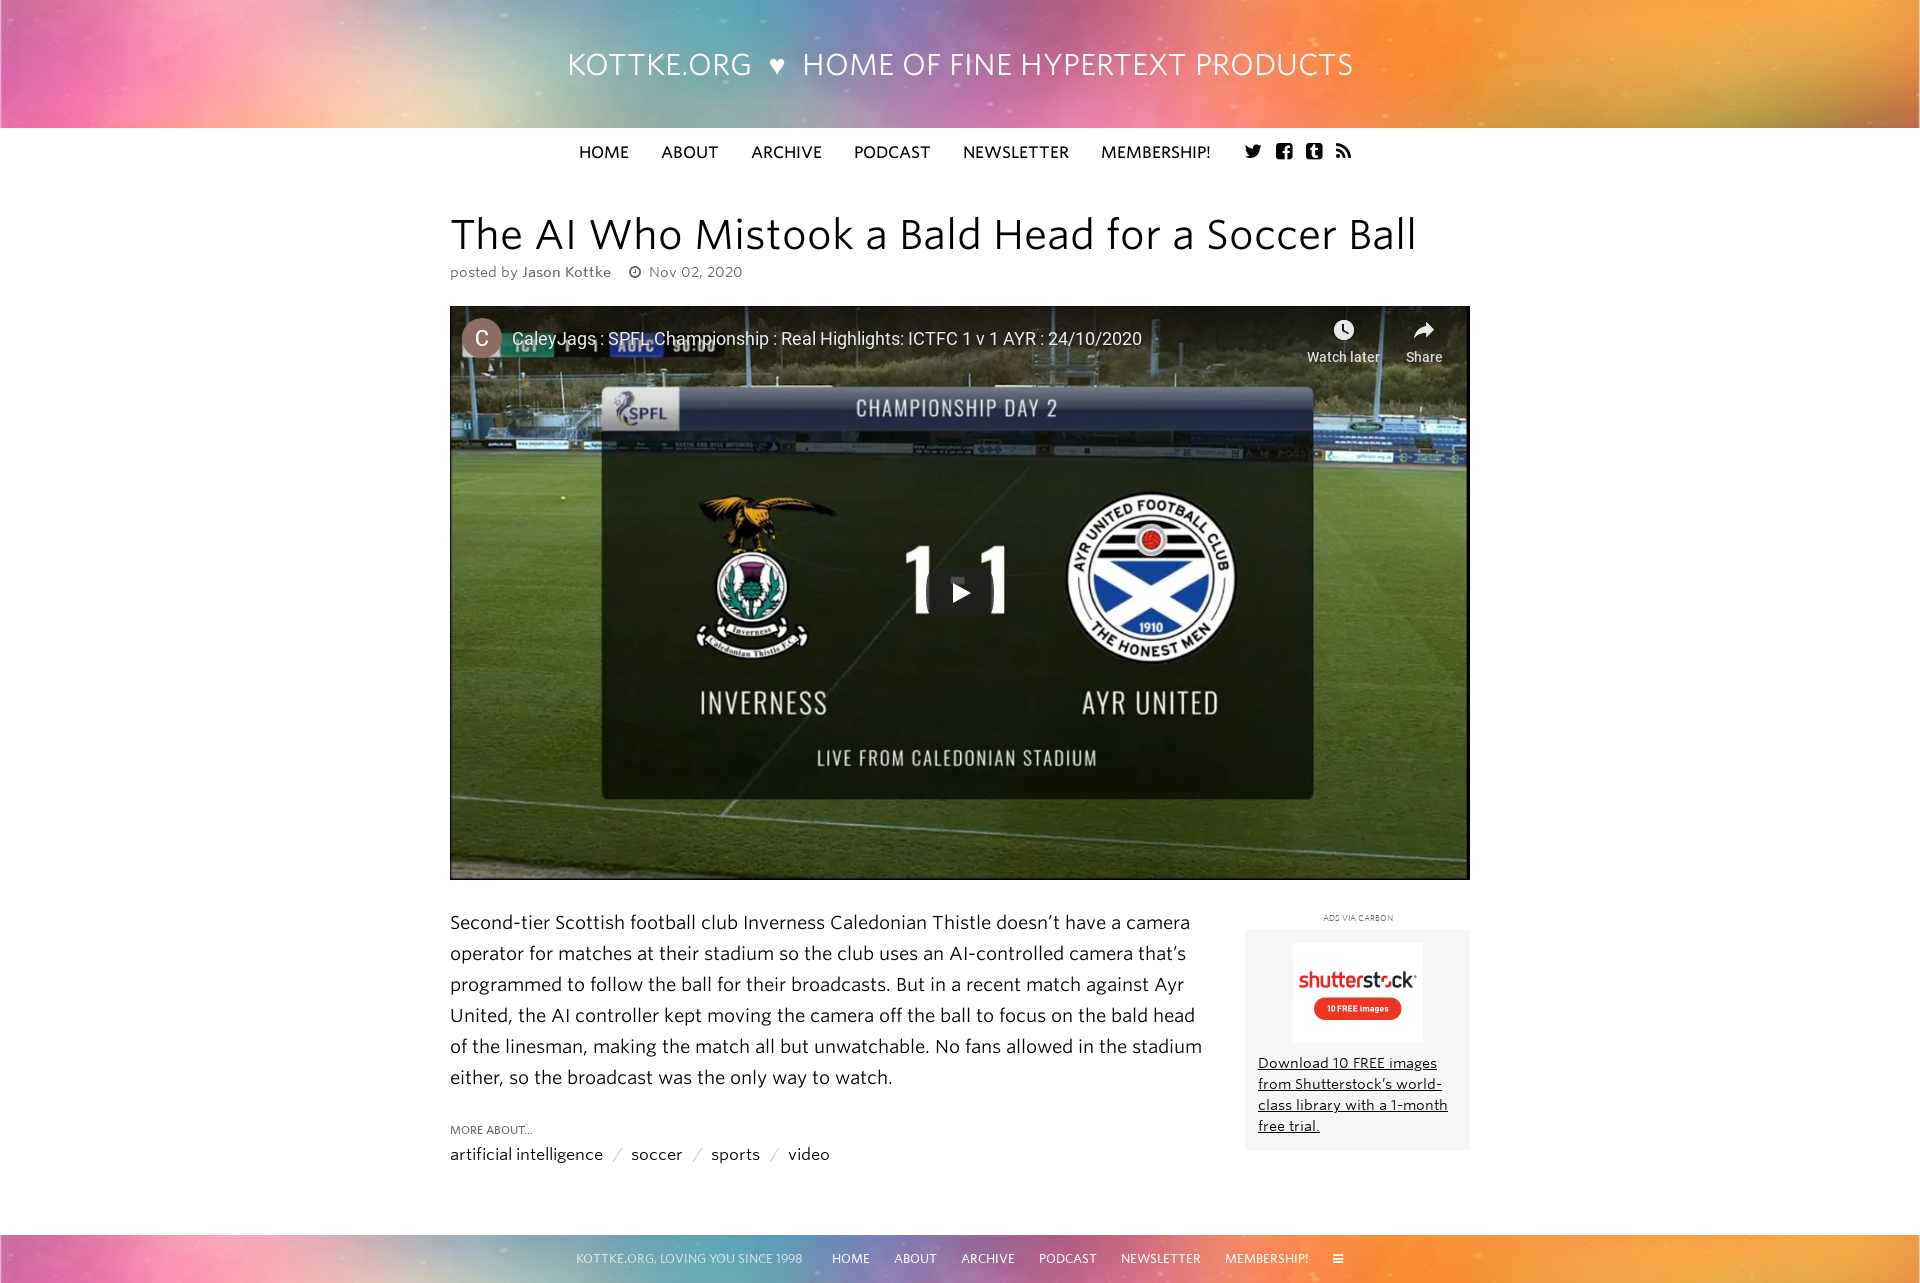 KOTTKE.ORG ♥ HOME OF FINE HYPERTEXT PRODUCTS
HOME ABOUT ARCHIVE PODCAST NEWSLETTER MEMBERSHIP!
The AI Who Mistook a Bald Head for a Soccer Ball
posted by Jason Kottke Nov 02, 2020
C CaleyJags : SPFL Championship : Real Highlights: ICTFC 1 v 1 AYR : 24/10/2020
ICT 1 - 1 AUFC 90:00
Watch later Share
SPFL CHAMPIONSHIP DAY 2
1 1
AYR UNITED FOOTBALL CLUB
1910
THE HONEST MEN
Inverness
Caledonian Thistle F.C.
INVERNESS AYR UNITED
LIVE FROM CALEDONIAN STADIUM
Second-tier Scottish football club Inverness Caledonian Thistle doesn’t have a camera
operator for matches at their stadium so the club uses an AI-controlled camera that’s
programmed to follow the ball for their broadcasts. But in a recent match against Ayr
United, the AI controller kept moving the camera off the ball to focus on the bald head
of the linesman, making the match all but unwatchable. No fans allowed in the stadium
either, so the broadcast was the only way to watch.
MORE ABOUT...
artificial intelligence / soccer / sports / video
ADS VIA CARBON
shutterstock
10 FREE images
Download 10 FREE images
from Shutterstock’s world-
class library with a 1-month
free trial.
KOTTKE.ORG, LOVING YOU SINCE 1998 HOME ABOUT ARCHIVE PODCAST NEWSLETTER MEMBERSHIP!